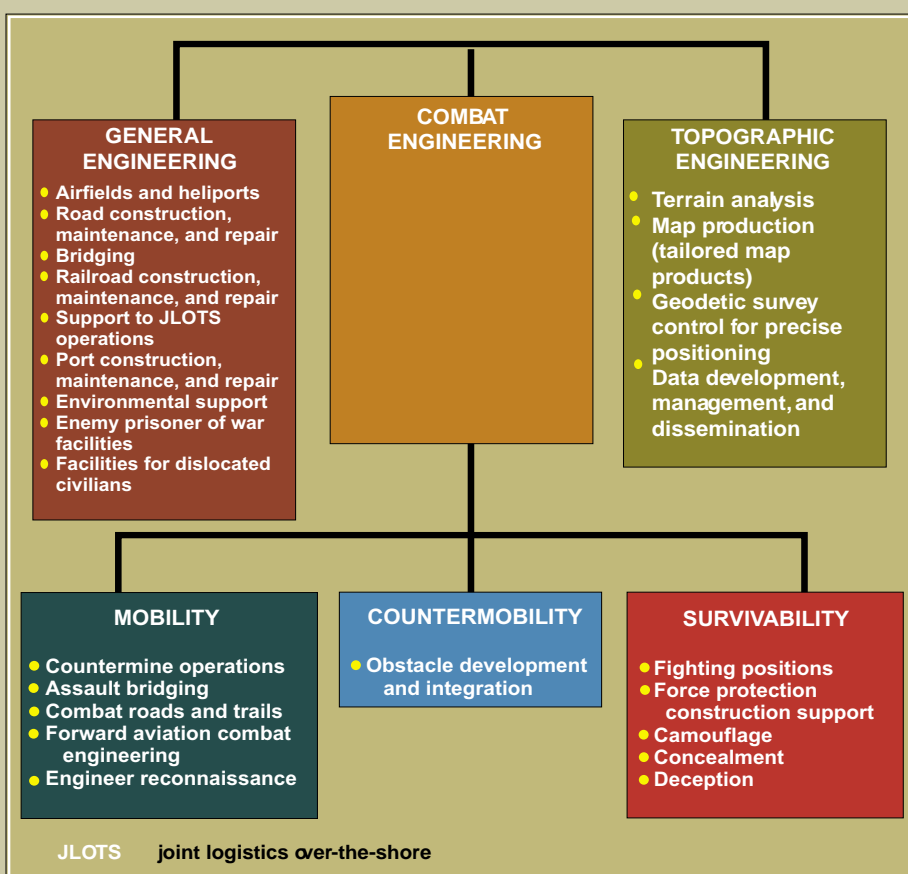 GENERAL
ENGINEERING
• Airfields and heliports
• Road construction,
maintenance, and repair
• Bridging
• Railroad construction,
maintenance, and repair
• Support to JLOTS
operations
• Port construction,
maintenance, and repair
• Environmental support
• Enemy prisoner of war
facilities
• Facilities for dislocated
civilians
COMBAT
ENGINEERING
TOPOGRAPHIC
ENGINEERING
• Terrain analysis
• Map production
(tailored map
products)
• Geodetic survey
control for precise
positioning
• Data development,
management, and
dissemination
MOBILITY
• Countermine operations
• Assault bridging
• Combat roads and trails
• Forward aviation combat
engineering
• Engineer reconnaissance
COUNTERMOBILITY
• Obstacle development
and integration
SURVIVABILITY
• Fighting positions
• Force protection
construction support
• Camouflage
• Concealment
• Deception
JLOTS joint logistics over-the-shore